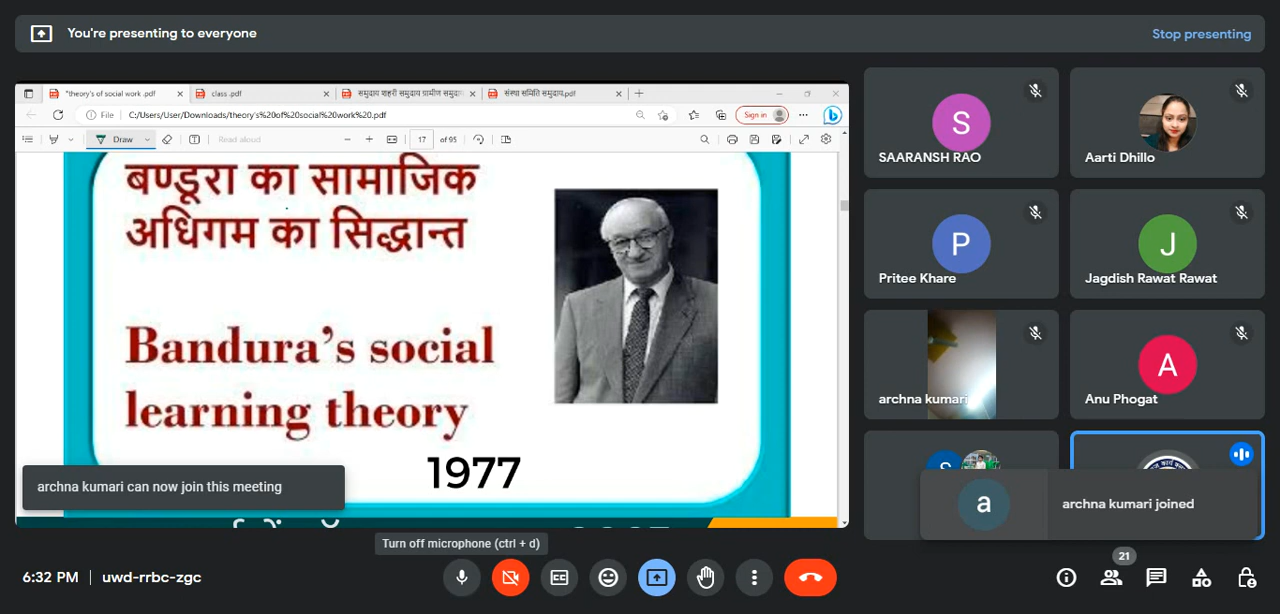 You're presenting to everyone
Stop presenting
*theory's of social work .pdf
class .pdf
समुदाय शहरी समुदाय ग्रामीण समुदा
संस्था समिति समुदाय.pdf
File
C:/Users/User/Downloads/theory's%20of%20social%20work%20.pdf
Sign in
Draw
Read aloud
17
of 95
बण्डूरा का सामाजिक
अधिगम का सिद्धान्त
Bandura's social
learning theory
1977
SAARANSH RAO
Aarti Dhillo
P
Pritee Khare
J
Jagdish Rawat Rawat
S
archna kumari
A
Anu Phogat
archna kumari can now join this meeting
a
archna kumari joined
Turn off microphone (ctrl + d)
6:32 PM
uwd-rrbc-zgc
21